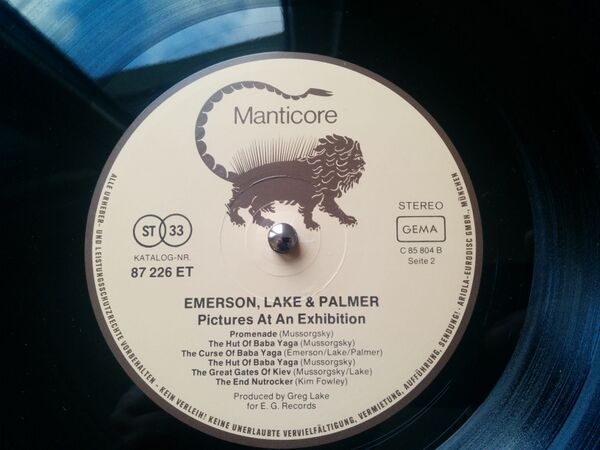 Manticore
ST 33
KATALOG-NR.
87 226 ET
STEREO
GEMA
C 85 804 B
Seite 2
EMERSON, LAKE & PALMER
Pictures At An Exhibition
Promenade (Mussorgsky)
The Hut Of Baba Yaga (Mussorgsky)
The Curse Of Baba Yaga (Emerson/Lake/Palmer)
The Hut Of Baba Yaga (Mussorgsky)
The Great Gates Of Kiev (Mussorgsky/Lake)
The End Nutrocker (Kim Fowley)
Produced by Greg Lake
for E. G. Records
ALLE URHEBER- UND LEISTUNGSSCHUTZRECHTE VORBEHALTEN - KEIN VERLEIH! KEINE UNERLAUBTE VERVIELFÄLTIGUNG, VERMIETUNG, AUFFÜHRUNG, SENDUNG! · ARIOLA-EURODISC GMBH., MÜNCHEN